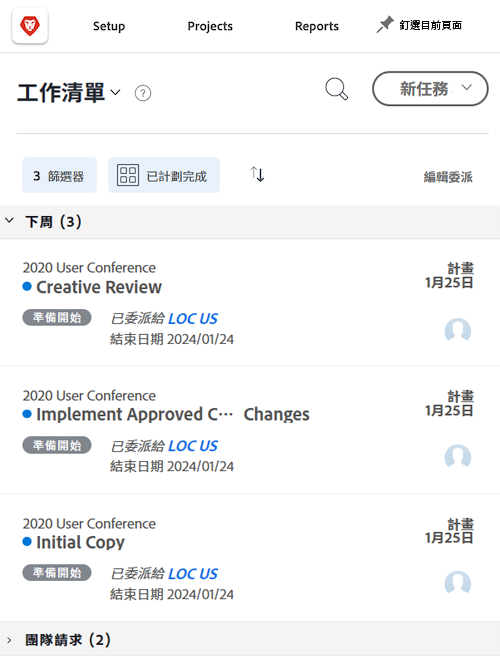 Setup Projects Reports 釘選目前頁面
工作清單 ? 新任務
3 篩選器 已計劃完成 編輯委派
下周 (3)
2020 User Conference 計畫
Creative Review 1月25日
準備開始 已委派給 LOC US
結束日期 2024/01/24
2020 User Conference 計畫
Implement Approved C··· Changes 1月25日
準備開始 已委派給 LOC US
結束日期 2024/01/24
2020 User Conference 計畫
Initial Copy 1月25日
準備開始 已委派給 LOC US
結束日期 2024/01/24
團隊請求 (2)